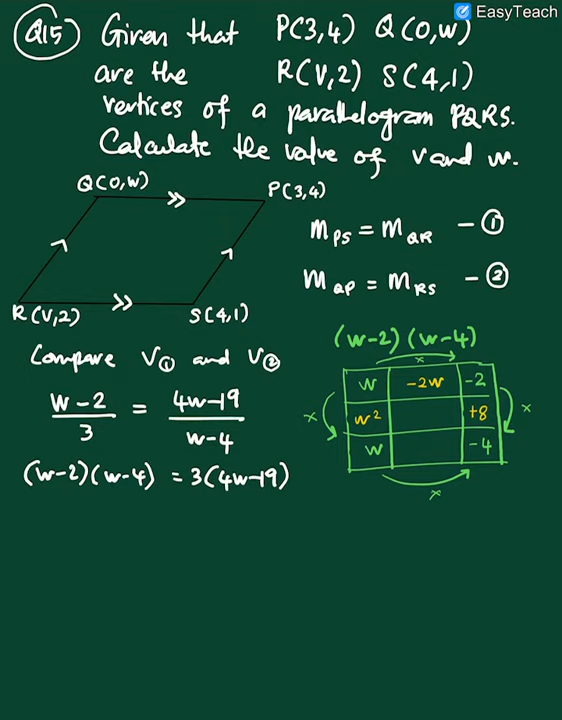 EasyTeach
Q15) Given that P(3,4) Q(0,w)
are the R(v,2) S(4,1)
vertices of a parallelogram PQRS.
Calculate the value of v and w.
Q(0,w) P(3,4)
R(v,2) S(4,1)
m_PS = m_QR - ①
m_QP = m_RS - ②
Compare V① and V②
w-2/3 = 4w-19/w-4
(w-2)(w-4) = 3(4w-19)
(w-2)(w-4)
x
w -2w -2
x w² +8 x
w -4
x